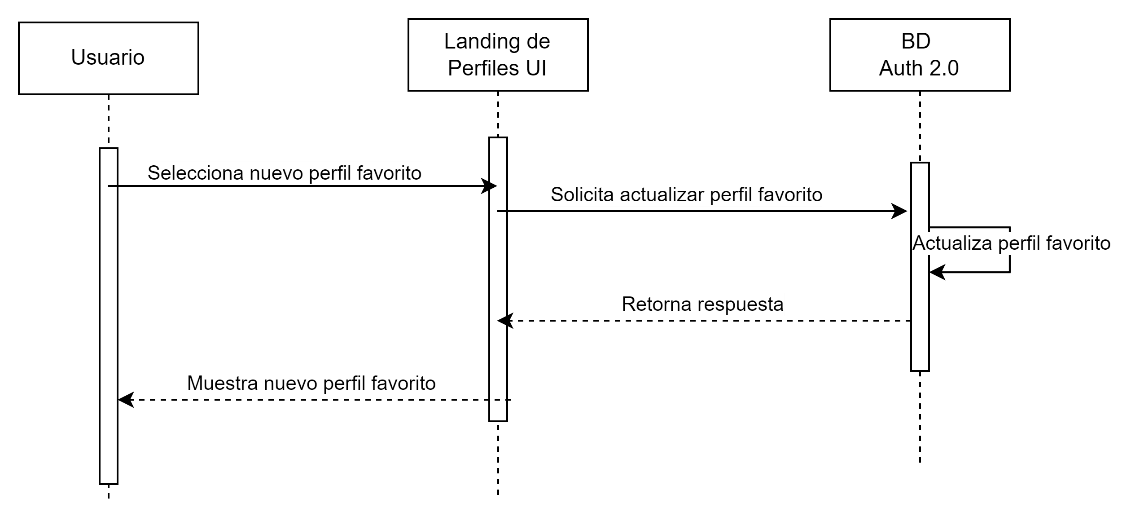 Usuario
Landing de
Perfiles UI
BD
Auth 2.0
Selecciona nuevo perfil favorito
Solicita actualizar perfil favorito
Actualiza perfil favorito
Retorna respuesta
Muestra nuevo perfil favorito